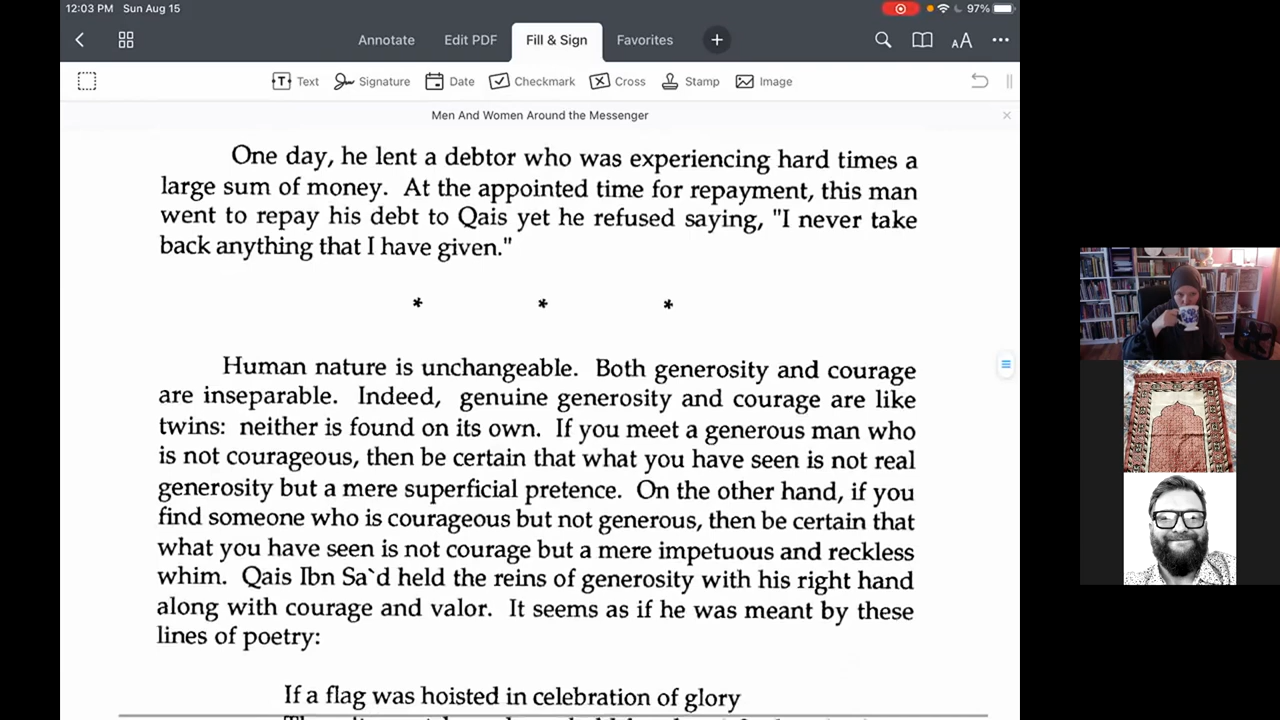 12:03 PM Sun Aug 15
97%
Annotate Edit PDF Fill & Sign Favorites
AA
Text Signature Date Checkmark Cross Stamp Image
Men And Women Around the Messenger
One day, he lent a debtor who was experiencing hard times a
large sum of money. At the appointed time for repayment, this man
went to repay his debt to Qais yet he refused saying, "I never take
back anything that I have given."
* * *
Human nature is unchangeable. Both generosity and courage
are inseparable. Indeed, genuine generosity and courage are like
twins: neither is found on its own. If you meet a generous man who
is not courageous, then be certain that what you have seen is not real
generosity but a mere superficial pretence. On the other hand, if you
find someone who is courageous but not generous, then be certain that
what you have seen is not courage but a mere impetuous and reckless
whim. Qais Ibn Sa`d held the reins of generosity with his right hand
along with courage and valor. It seems as if he was meant by these
lines of poetry:
If a flag was hoisted in celebration of glory